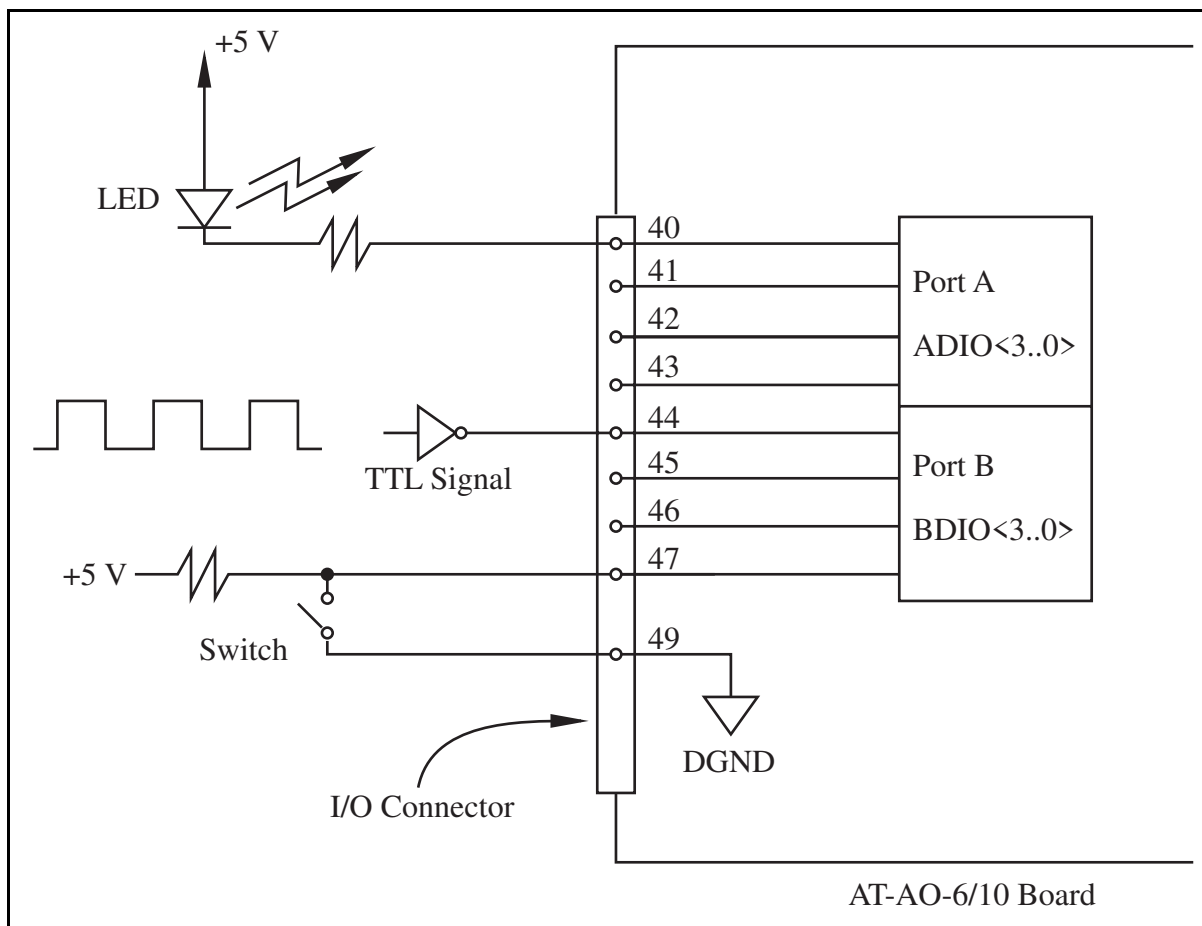 +5 V
LED
40
41
Port A
42
ADIO<3..0>
43
44
TTL Signal
45
Port B
46
BDIO<3..0>
47
+5 V
Switch
49
DGND
I/O Connector
AT-AO-6/10 Board